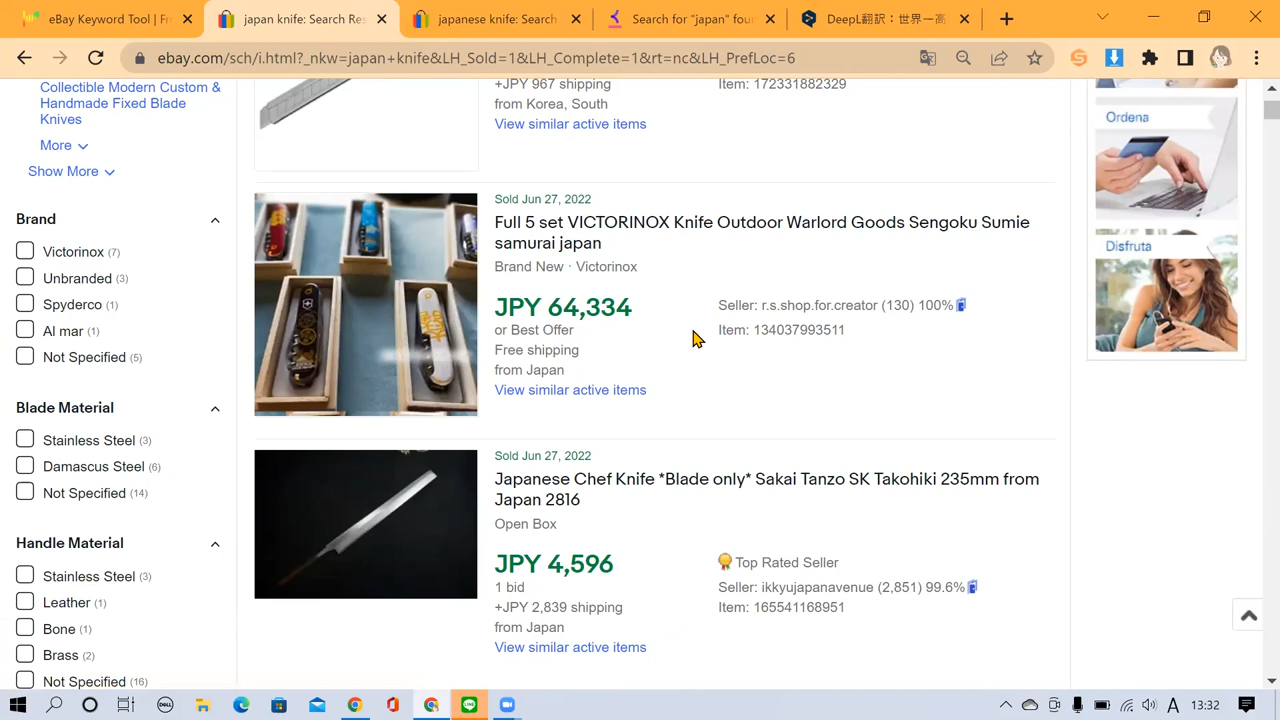 eBay Keyword Tool | Fr
japan knife: Search Res
japanese knife: Search
Search for "japan" four
DeepL翻訳：世界一高
ebay.com/sch/i.html?_nkw=japan+knife&LH_Sold=1&LH_Complete=1&rt=nc&LH_PrefLoc=6
Collectible Modern Custom &
Handmade Fixed Blade
Knives
More
Show More
Brand
Victorinox (7)
Unbranded (3)
Spyderco (1)
Al mar (1)
Not Specified (5)
Blade Material
Stainless Steel (3)
Damascus Steel (6)
Not Specified (14)
Handle Material
Stainless Steel (3)
Leather (1)
Bone (1)
Brass (2)
Not Specified (16)
+JPY 967 shipping
from Korea, South
View similar active items
Item: 172331882329
Sold Jun 27, 2022
Full 5 set VICTORINOX Knife Outdoor Warlord Goods Sengoku Sumie
samurai japan
Brand New · Victorinox
JPY 64,334
or Best Offer
Free shipping
from Japan
View similar active items
Seller: r.s.shop.for.creator (130) 100%
Item: 134037993511
Sold Jun 27, 2022
Japanese Chef Knife *Blade only* Sakai Tanzo SK Takohiki 235mm from
Japan 2816
Open Box
JPY 4,596
1 bid
+JPY 2,839 shipping
from Japan
View similar active items
Top Rated Seller
Seller: ikkyujapanavenue (2,851) 99.6%
Item: 165541168951
Ordena
Disfruta
DELL
LINE
A
13:32